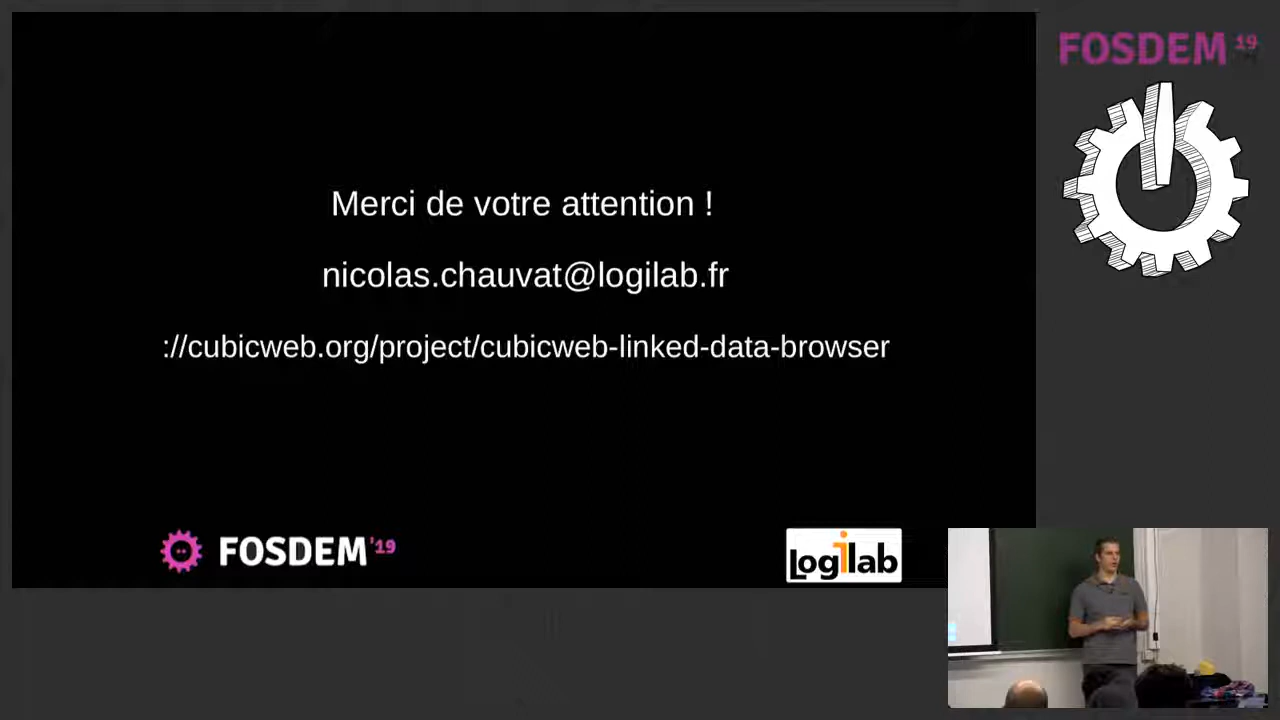 Merci de votre attention !
nicolas.chauvat@logilab.fr
://cubicweb.org/project/cubicweb-linked-data-browser
FOSDEM '19
Logilab
FOSDEM '19